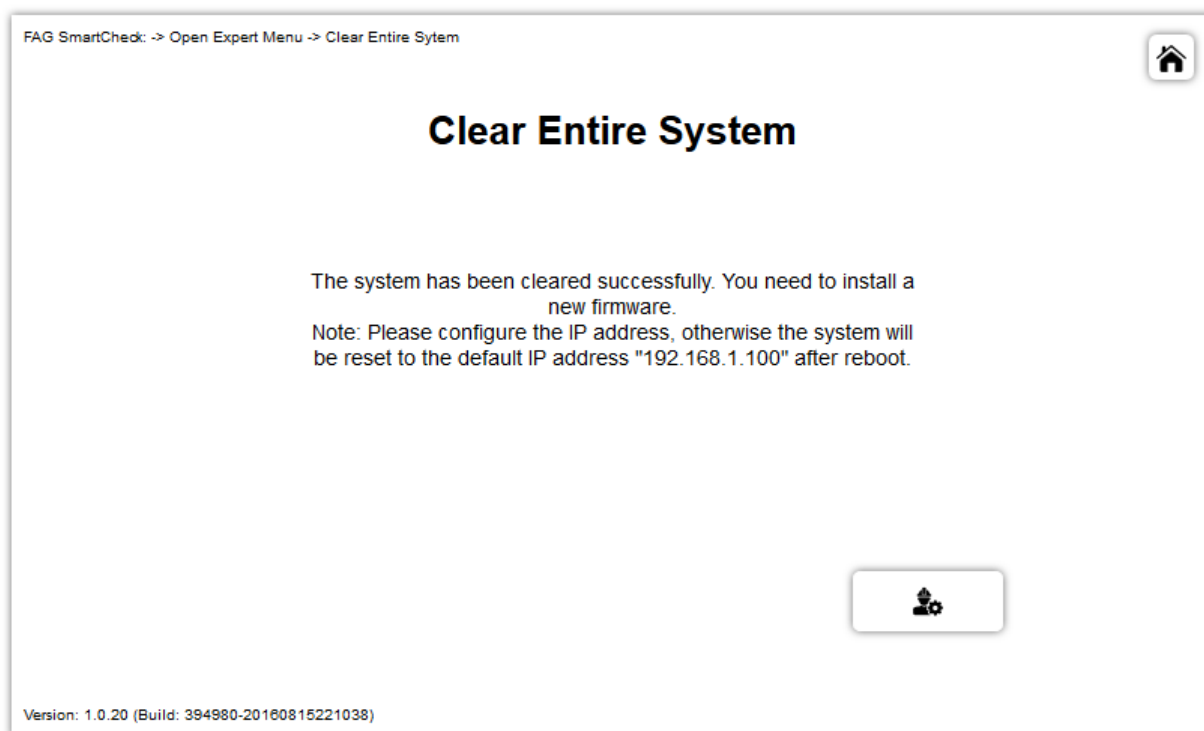 FAG SmartCheck: -> Open Expert Menu -> Clear Entire Sytem
Clear Entire System
The system has been cleared successfully. You need to install a
new firmware.
Note: Please configure the IP address, otherwise the system will
be reset to the default IP address "192.168.1.100" after reboot.
Version: 1.0.20 (Build: 394980-20160815221038)